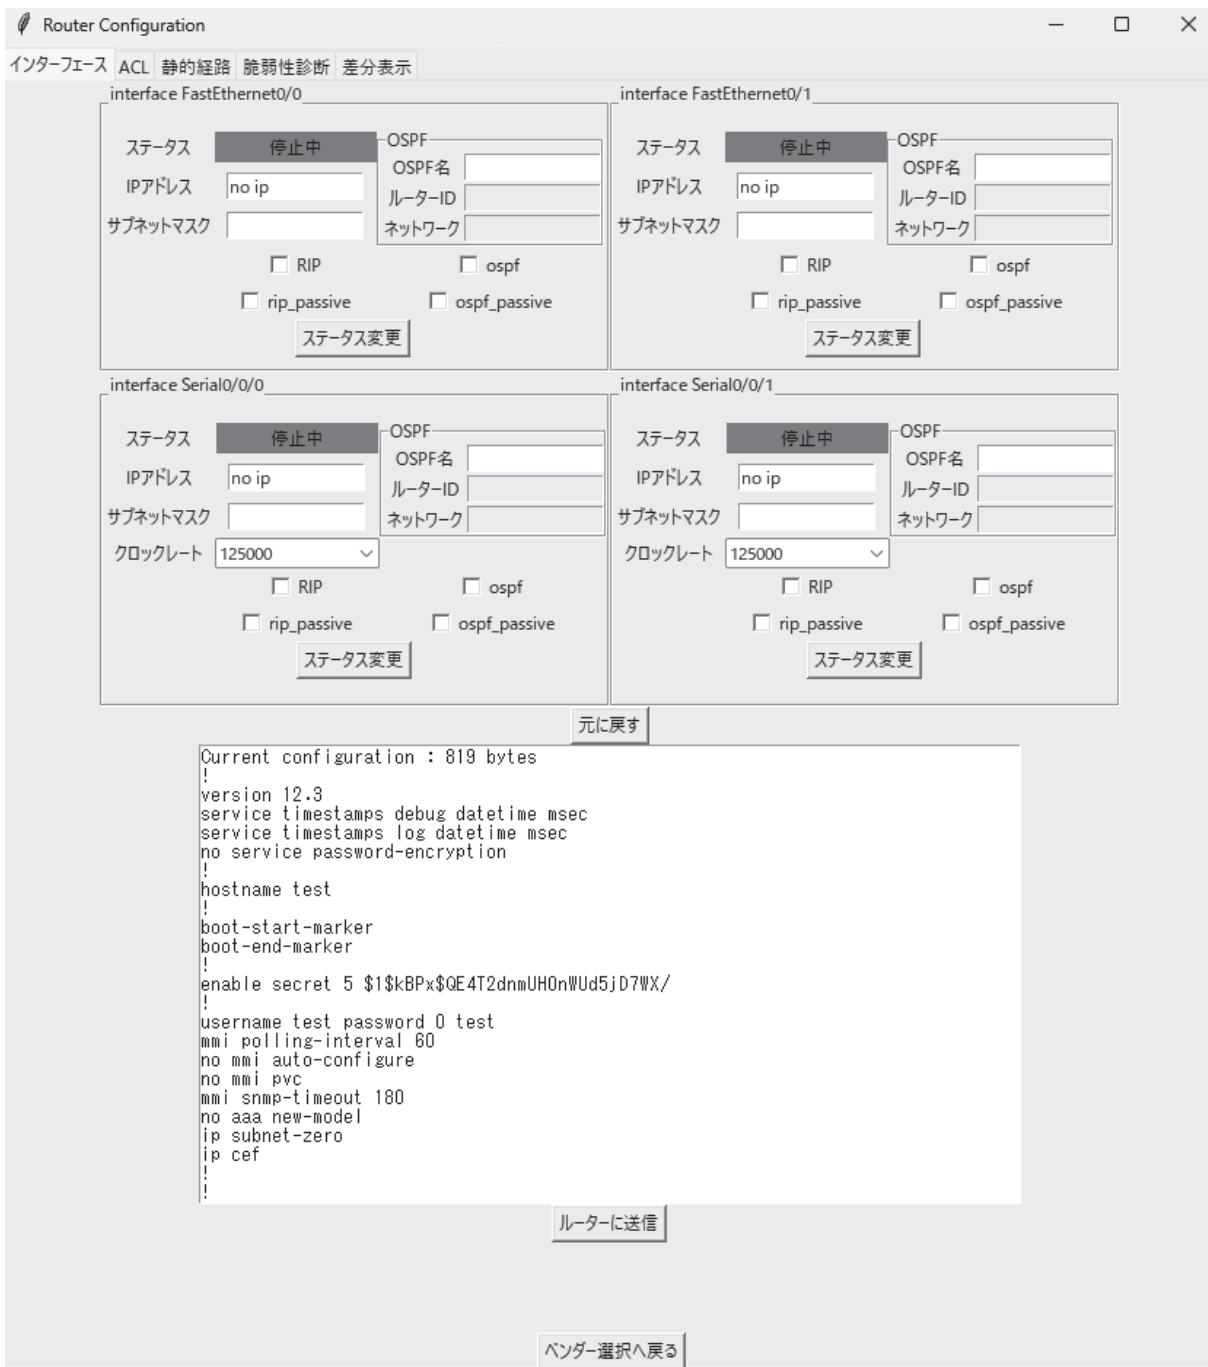 Router Configuration
インターフェース ACL 静的経路 脆弱性診断 差分表示
interface FastEthernet0/0
ステータス 停止中
IPアドレス no ip
サブネットマスク
OSPF
OSPF名
ルーターID
ネットワーク
RIP ospf
rip_passive ospf_passive
ステータス変更
interface FastEthernet0/1
ステータス 停止中
IPアドレス no ip
サブネットマスク
OSPF
OSPF名
ルーターID
ネットワーク
RIP ospf
rip_passive ospf_passive
ステータス変更
interface Serial0/0/0
ステータス 停止中
IPアドレス no ip
サブネットマスク
OSPF
OSPF名
ルーターID
ネットワーク
クロックレート 125000
RIP ospf
rip_passive ospf_passive
ステータス変更
interface Serial0/0/1
ステータス 停止中
IPアドレス no ip
サブネットマスク
OSPF
OSPF名
ルーターID
ネットワーク
クロックレート 125000
RIP ospf
rip_passive ospf_passive
ステータス変更
元に戻す
Current configuration : 819 bytes
!
version 12.3
service timestamps debug datetime msec
service timestamps log datetime msec
no service password-encryption
!
hostname test
!
boot-start-marker
boot-end-marker
!
enable secret 5 $1$kBPx$QE4T2dnmUHOnWUd5jD7WX/
!
username test password 0 test
mmi polling-interval 60
no mmi auto-configure
no mmi pvc
mmi snmp-timeout 180
no aaa new-model
ip subnet-zero
ip cef
!
!
ルーターに送信
ベンダー選択へ戻る